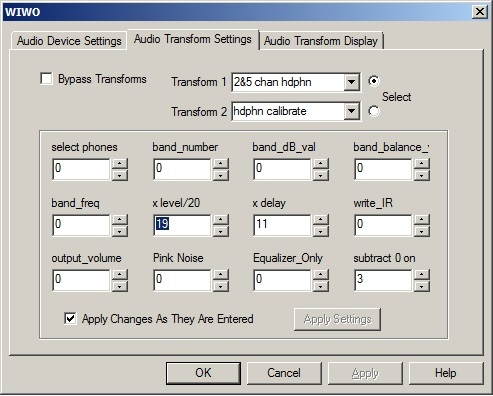 WIWO
Audio Device Settings Audio Transform Settings Audio Transform Display
Bypass Transforms Transform 1 2&5 chan hdphn
Select
Transform 2 hdphn calibrate
select phones band_number band_dB_val band_balance_
0 0 0 0
band_freq x level/20 x delay write_IR
0 19 11 0
output_volume Pink Noise Equalizer_Only subtract 0 on
0 0 0 3
Apply Changes As They Are Entered Apply Settings
OK Cancel Apply Help